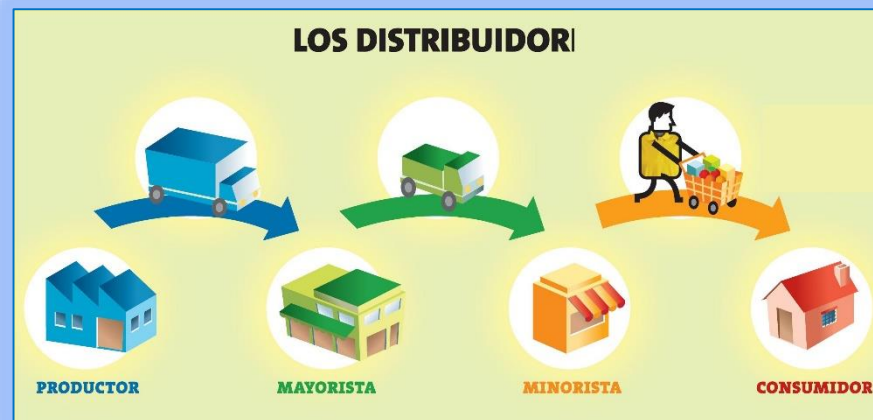 LOS DISTRIBUIDOR
PRODUCTOR
MAYORISTA
MINORISTA
CONSUMIDOR